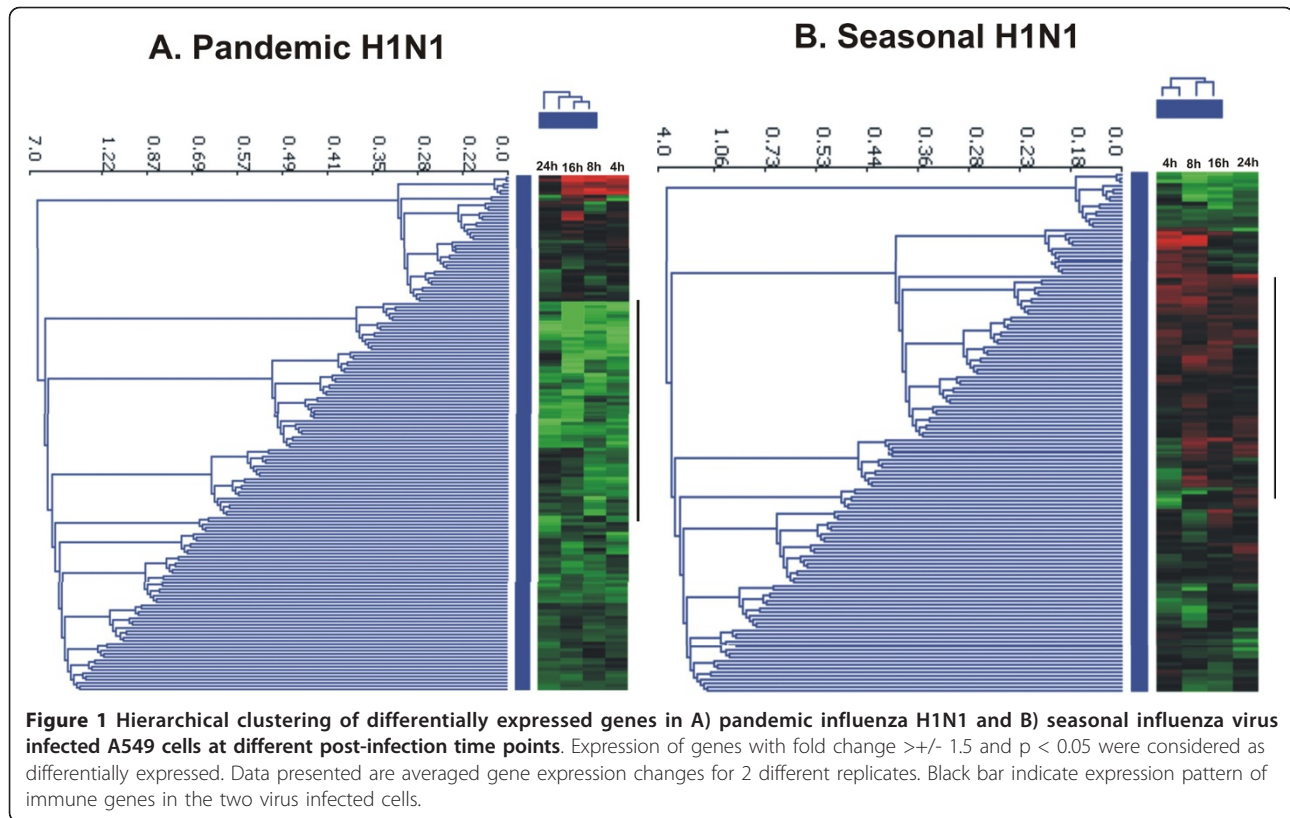 A. Pandemic H1N1
B. Seasonal H1N1
7.0 1.22 0.87 0.69 0.57 0.49 0.41 0.35 0.28 0.22 0.0
24h 16h 8h 4h
4.0 1.06 0.73 0.53 0.44 0.36 0.28 0.23 0.18 0.0
4h 8h 16h 24h
Figure 1 Hierarchical clustering of differentially expressed genes in A) pandemic influenza H1N1 and B) seasonal influenza virus
infected A549 cells at different post-infection time points. Expression of genes with fold change >+/- 1.5 and p < 0.05 were considered as
differentially expressed. Data presented are averaged gene expression changes for 2 different replicates. Black bar indicate expression pattern of
immune genes in the two virus infected cells.